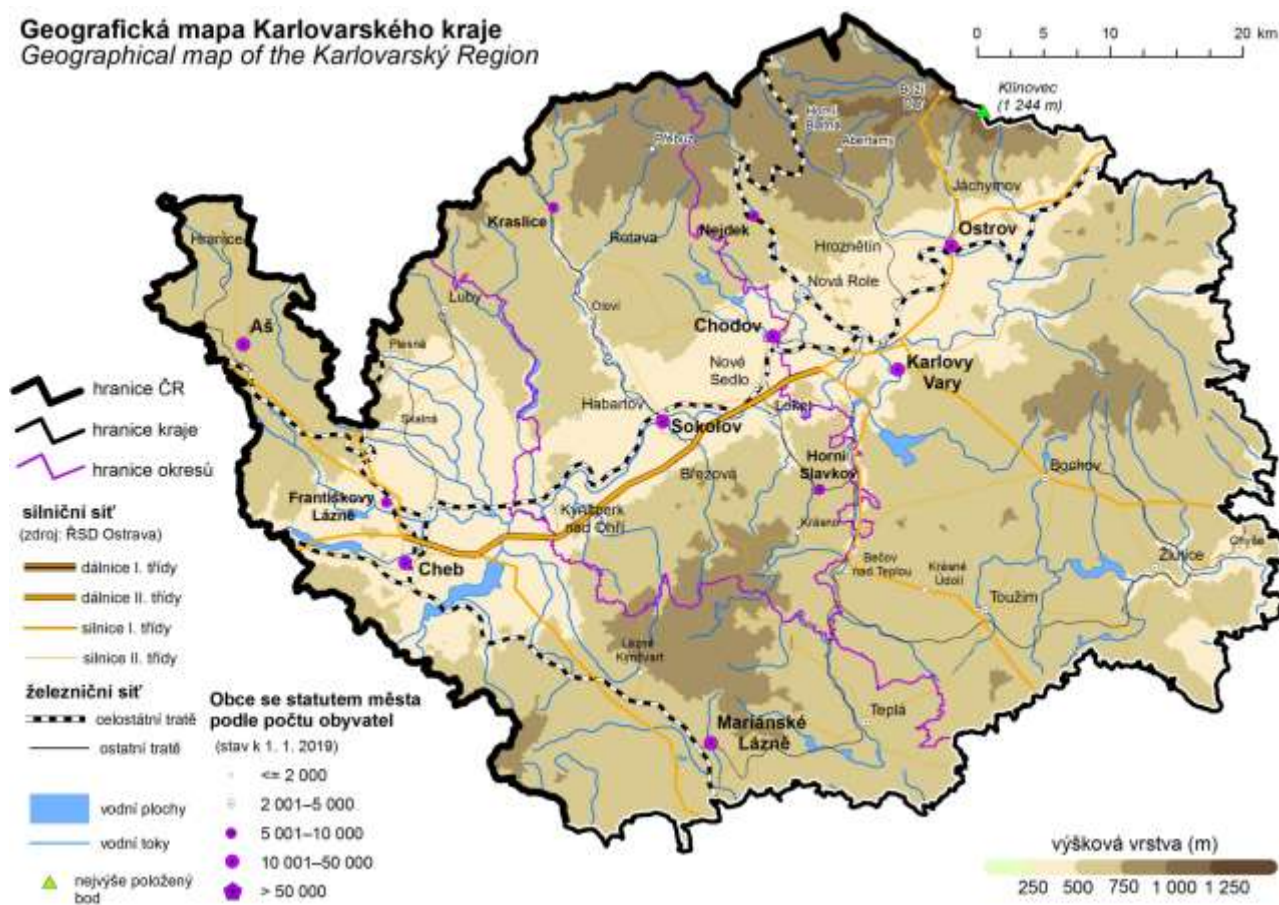 Geografická mapa Karlovarského kraje
Geographical map of the Karlovarský Region
0 5 10 20 km
Klínovec
(1 244 m)
Boží
Dar
Horní
Blatná
Abertamy
Přebuz
Jáchymov
Kraslice
Nejdek
Ostrov
Hranice
Rotava
Hroznětín
Nová Role
Luby
Oloví
Aš
Chodov
Plesná
Nové
Sedlo
Karlovy
Vary
Habartov
Loket
Skalná
Sokolov
Horní
Slavkov
Březová
Bochov
Františkovy
Lázně
Kynšperk
nad Ohří
Krásno
Chyše
Žlutice
Cheb
Bečov
nad Teplou
Krásné
Údolí
Toužim
Lázně
Kynžvart
Teplá
Mariánské
Lázně
hranice ČR
hranice kraje
hranice okresů
silniční síť
(zdroj: ŘSD Ostrava)
dálnice I. třídy
dálnice II. třídy
silnice I. třídy
silnice II. třídy
železniční síť
celostátní tratě
ostatní tratě
vodní plochy
vodní toky
nejvýše položený
bod
Obce se statutem města
podle počtu obyvatel
(stav k 1. 1. 2019)
<= 2 000
2 001–5 000
5 001–10 000
10 001–50 000
> 50 000
výšková vrstva (m)
250 500 750 1 000 1 250